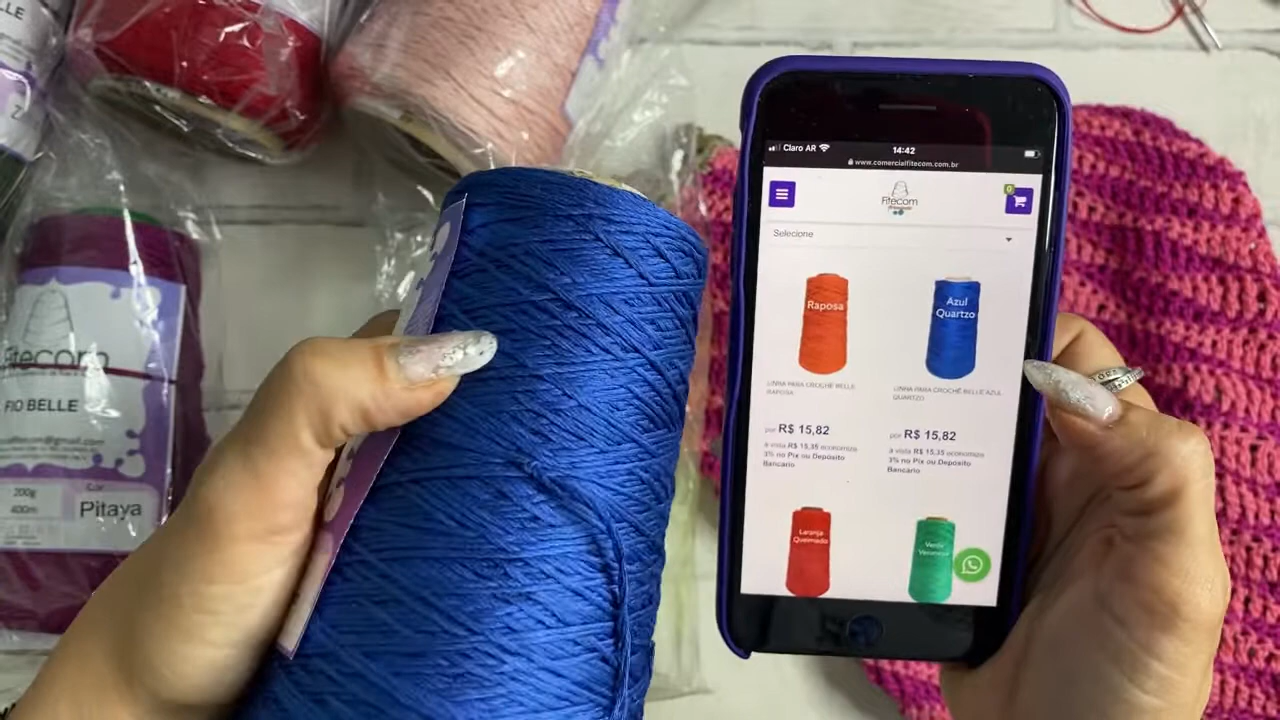 LLE
Fitecom
FIO BELLE
200g
400m
Cor
Pitaya
Claro AR
14:42
www.comercialfitecom.com.br
0
Fitecom
Selecione
Raposa
Azul
Quartzo
LINHA PARA CROCHÊ BELLE
RAPOSA
LINHA PARA CROCHÊ BELLE AZUL
QUARTZO
por R$ 15,82
à vista R$ 15,35 economize
3% no Pix ou Depósito
Bancário
por R$ 15,82
à vista R$ 15,35 economize
3% no Pix ou Depósito
Bancário
Laranja
Queimado
Verde